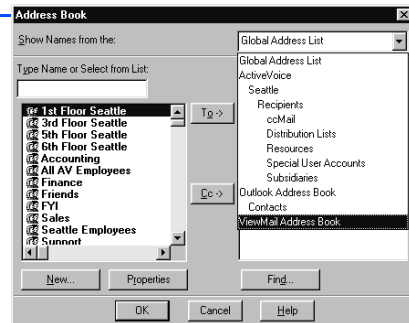 Address Book
Show Names from the:
Global Address List
Type Name or Select from List:
1st Floor Seattle
3rd Floor Seattle
5th Floor Seattle
6th Floor Seattle
Accounting
All AV Employees
Finance
Friends
FYI
Sales
Seattle Employees
Support
To ->
Cc ->
Global Address List
ActiveVoice
Seattle
Recipients
ccMail
Distribution Lists
Resources
Special User Accounts
Subsidiaries
Outlook Address Book
Contacts
ViewMail Address Book
New...
Properties
Find...
OK
Cancel
Help